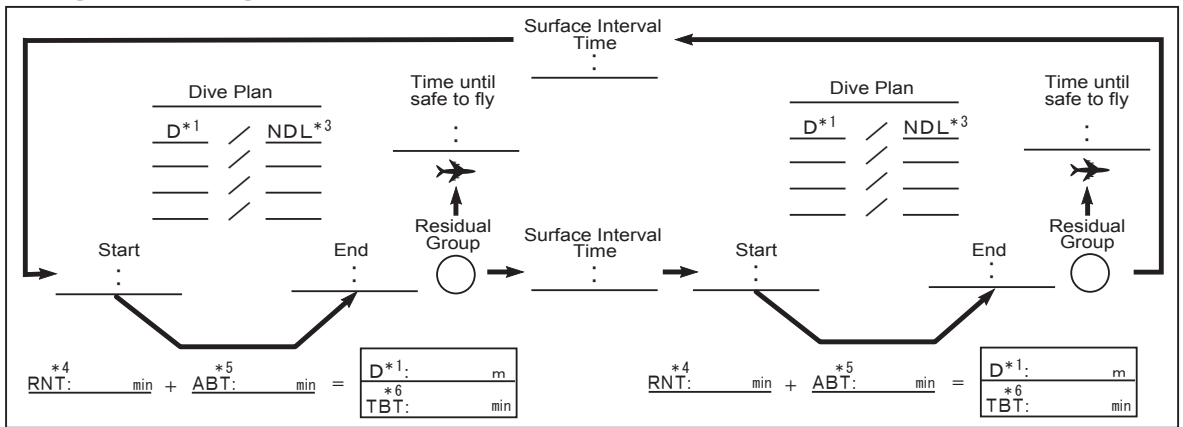 Surface Interval
Time
:
Dive Plan
D*1 / NDL*3
/
/
/
Time until
safe to fly
:
Start
:
End
:
Residual
Group
Surface Interval
Time
:
Dive Plan
D*1 / NDL*3
/
/
/
Time until
safe to fly
:
Start
:
End
:
Residual
Group
*4 *5
RNT: min + ABT: min =
D*1: m
*6
TBT: min
*4 *5
RNT: min + ABT: min =
D*1: m
*6
TBT: min